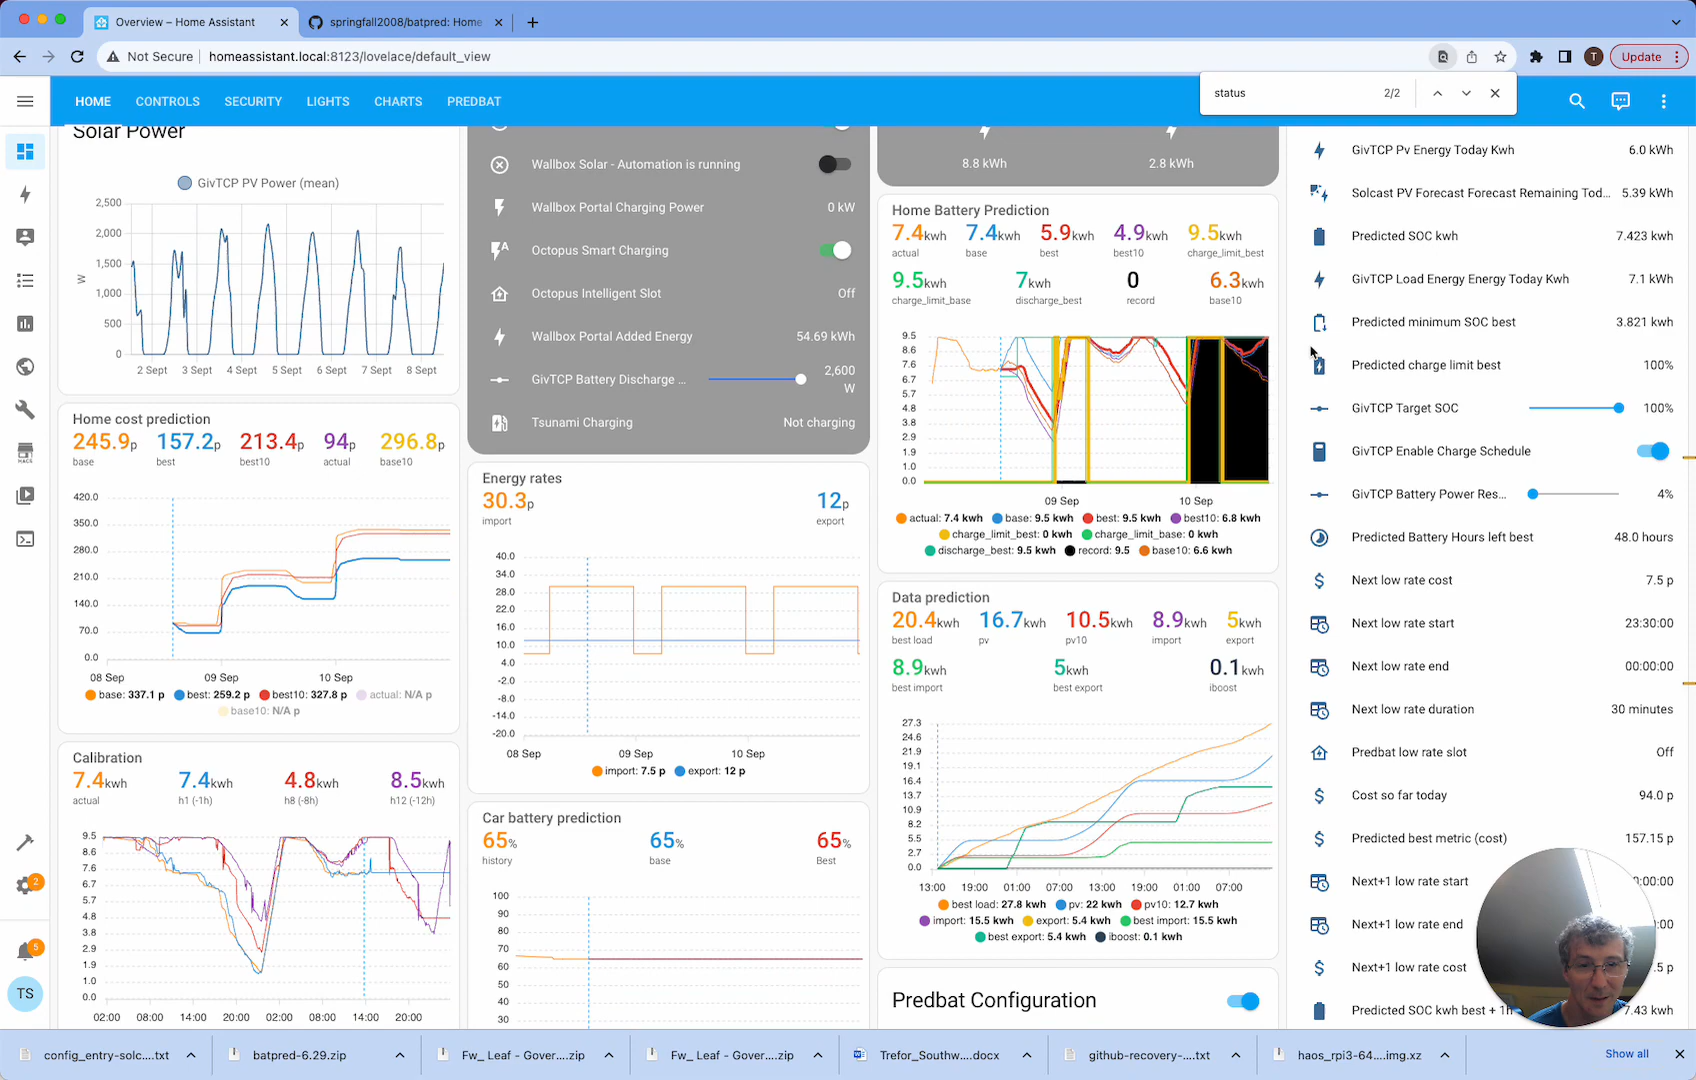 Overview – Home Assistant
springfall2008/batpred: Home
Not Secure
homeassistant.local:8123/lovelace/default_view
T
Update
status
2/2
HOME
CONTROLS
SECURITY
LIGHTS
CHARTS
PREDBAT
HACS
2
5
TS
Solar Power
GivTCP PV Power (mean)
2,500
2,000
1,500
1,000
500
0
W
2 Sept 3 Sept 4 Sept 5 Sept 6 Sept 7 Sept 8 Sept
Home cost prediction
245.9p 157.2p 213.4p 94p 296.8p
base best best10 actual base10
420.0
350.0
280.0
210.0
140.0
70.0
0.0
08 Sep 09 Sep 10 Sep
base: 337.1 p best: 259.2 p best10: 327.8 p actual: N/A p
base10: N/A p
Calibration
7.4kwh 7.4kwh 4.8kwh 8.5kwh
actual h1 (-1h) h8 (-8h) h12 (-12h)
9.5
8.6
7.6
6.7
5.7
4.8
3.8
2.9
1.9
1.0
0.0
02:00 08:00 14:00 20:00 02:00 08:00 14:00 20:00
Wallbox Solar - Automation is running
Wallbox Portal Charging Power 0 kW
Octopus Smart Charging
Octopus Intelligent Slot Off
Wallbox Portal Added Energy 54.69 kWh
GivTCP Battery Discharge ... 2,600 W
Tsunami Charging Not charging
Energy rates
30.3p 12p
import export
40.0
34.0
28.0
22.0
16.0
10.0
4.0
-2.0
-8.0
-14.0
-20.0
08 Sep 09 Sep 10 Sep
import: 7.5 p export: 12 p
Car battery prediction
65% 65% 65%
history base Best
100
90
80
70
60
50
40
30
8.8 kWh 2.8 kWh
Home Battery Prediction
7.4kwh 7.4kwh 5.9kwh 4.9kwh 9.5kwh
actual base best best10 charge_limit_best
9.5kwh 7kwh 0 6.3kwh
charge_limit_base discharge_best record base10
9.5
8.6
7.6
6.7
5.7
4.8
3.8
2.9
1.9
1.0
0.0
09 Sep 10 Sep
actual: 7.4 kwh base: 9.5 kwh best: 9.5 kwh best10: 6.8 kwh
charge_limit_best: 0 kwh charge_limit_base: 0 kwh
discharge_best: 9.5 kwh record: 9.5 base10: 6.6 kwh
Data prediction
20.4kwh 16.7kwh 10.5kwh 8.9kwh 5kwh
best load pv pv10 import export
8.9kwh 5kwh 0.1kwh
best import best export iboost
27.3
24.6
21.9
19.1
16.4
13.7
10.9
8.2
5.5
2.7
0.0
13:00 19:00 01:00 07:00 13:00 19:00 01:00 07:00
best load: 27.8 kwh pv: 22 kwh pv10: 12.7 kwh
import: 15.5 kwh export: 5.4 kwh best import: 15.5 kwh
best export: 5.4 kwh iboost: 0.1 kwh
Predbat Configuration
GivTCP Pv Energy Today Kwh 6.0 kWh
Solcast PV Forecast Forecast Remaining Tod... 5.39 kWh
Predicted SOC kwh 7.423 kwh
GivTCP Load Energy Energy Today Kwh 7.1 kWh
Predicted minimum SOC best 3.821 kwh
Predicted charge limit best 100%
GivTCP Target SOC 100%
GivTCP Enable Charge Schedule
GivTCP Battery Power Res... 4%
Predicted Battery Hours left best 48.0 hours
Next low rate cost 7.5 p
Next low rate start 23:30:00
Next low rate end 00:00:00
Next low rate duration 30 minutes
Predbat low rate slot Off
Cost so far today 94.0 p
Predicted best metric (cost) 157.15 p
Next+1 low rate start :00:00
Next+1 low rate end :00
Next+1 low rate cost .5 p
Predicted SOC kwh best + 1h 7.43 kwh
config_entry-solc....txt
batpred-6.29.zip
Fw_ Leaf - Gover....zip
Fw_ Leaf - Gover....zip
Trefor_Southw....docx
github-recovery-....txt
haos_rpi3-64....img.xz
Show all